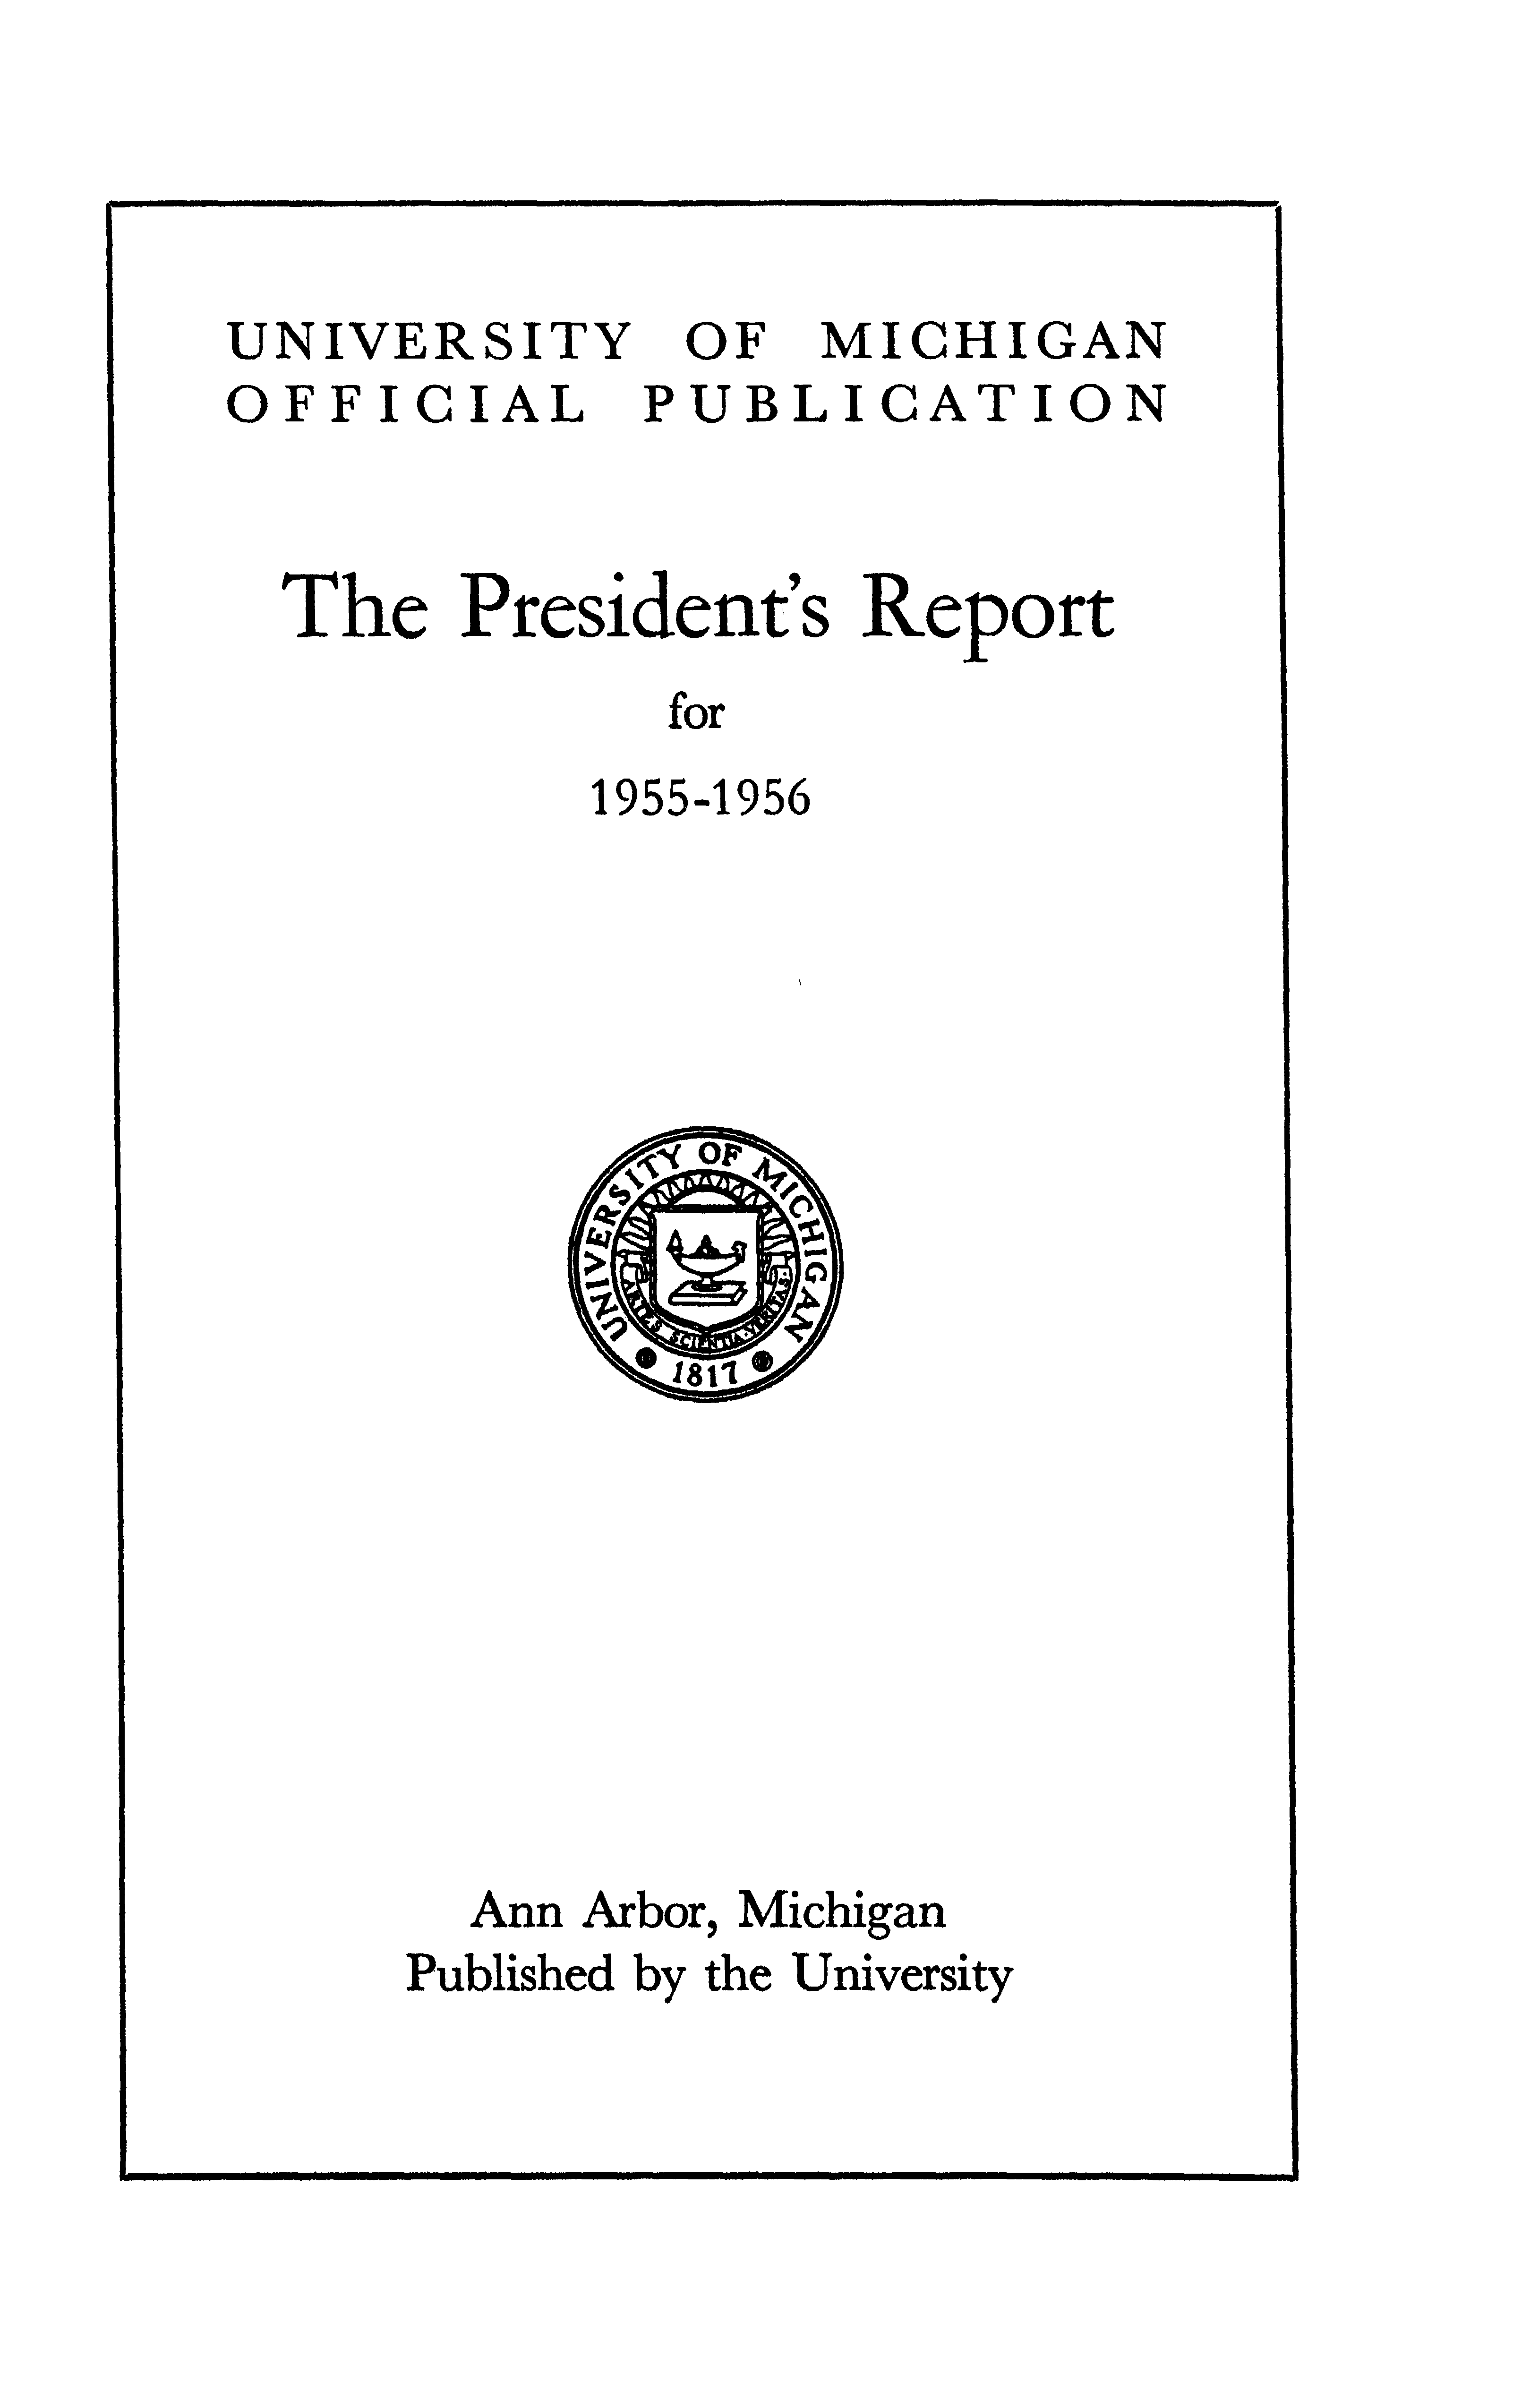 UNIVERSITY OF MICHIGAN
OFFICIAL PUBLICATION
The President's Report
for
1955-1956
UNIVERSITY OF MICHIGAN
ARTES SCIENTIA VERITAS
1817
Ann Arbor, Michigan
Published by the University